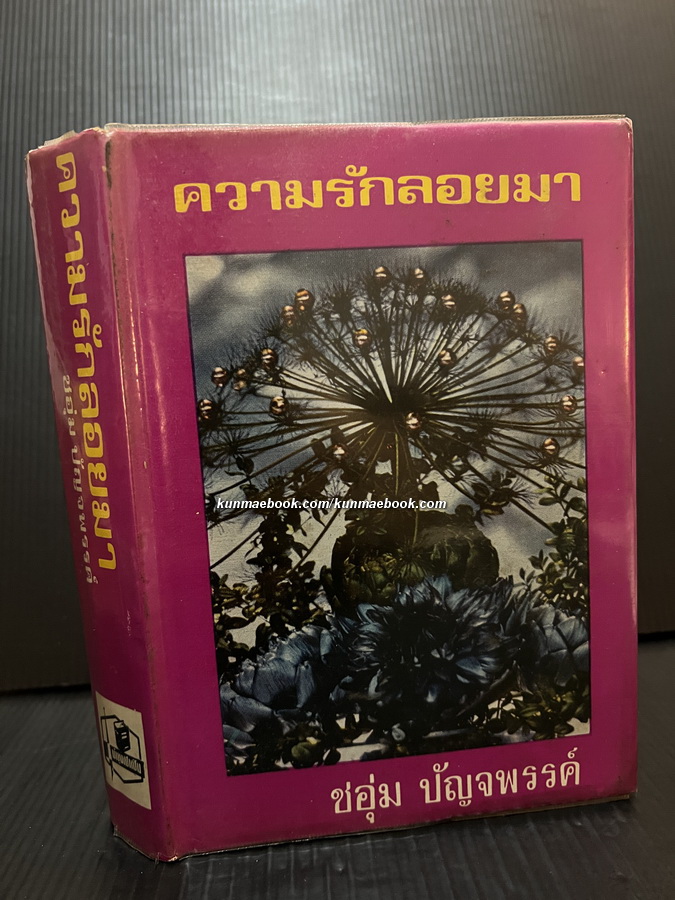 ความรักลอยมา
ชอุ่ม ปัญจพรรค์
ความรักลอยมา
ชอุ่ม ปัญจพรรค์
kunmaebook.com/kunmaebook.com